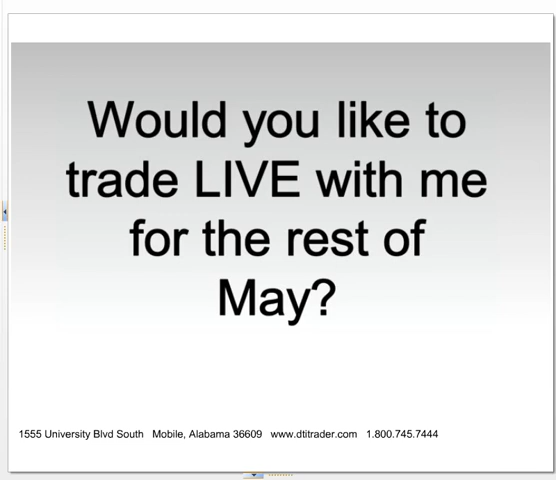 Would you like to
trade LIVE with me
for the rest of
May?
1555 University Blvd South   Mobile, Alabama 36609   www.dtitrader.com   1.800.745.7444